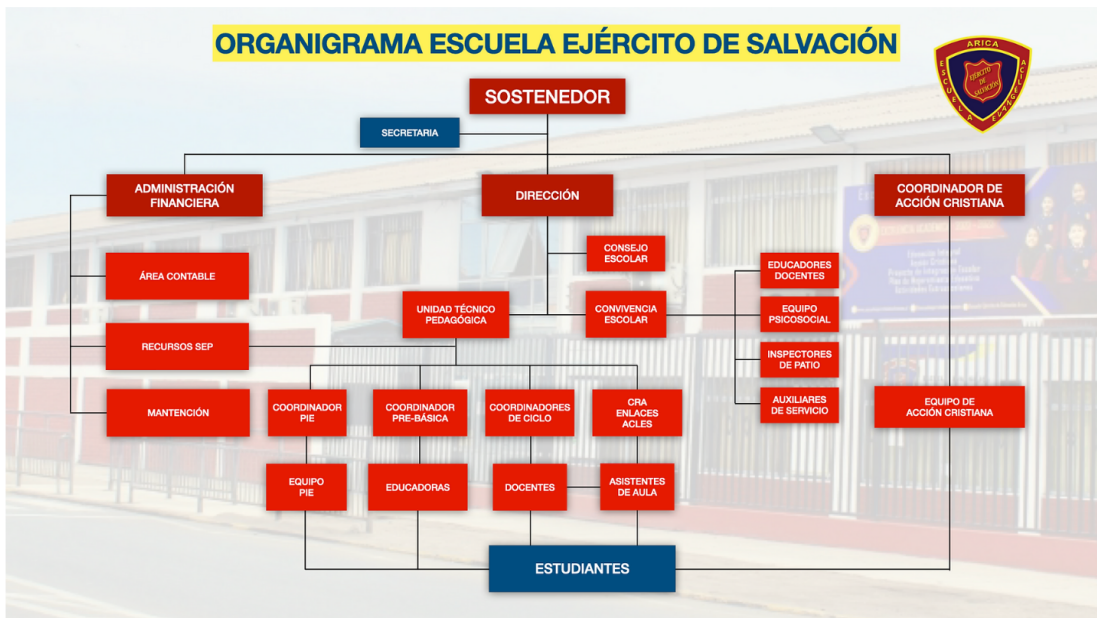 ORGANIGRAMA ESCUELA EJÉRCITO DE SALVACIÓN
ARICA
ESCUELA
EVANGÉLICA
EJÉRCITO
DE
SALVACIÓN
SOSTENEDOR
SECRETARIA
ADMINISTRACIÓN
FINANCIERA
DIRECCIÓN
COORDINADOR DE
ACCIÓN CRISTIANA
CONSEJO
ESCOLAR
ÁREA CONTABLE
EDUCADORES
DOCENTES
UNIDAD TÉCNICO
PEDAGÓGICA
CONVIVENCIA
ESCOLAR
EQUIPO
PSICOSOCIAL
RECURSOS SEP
INSPECTORES
DE PATIO
MANTENCIÓN
COORDINADOR
PIE
COORDINADOR
PRE-BÁSICA
COORDINADORES
DE CICLO
CRA
ENLACES
ACLES
AUXILIARES
DE SERVICIO
EQUIPO DE
ACCIÓN CRISTIANA
EQUIPO
PIE
EDUCADORAS
DOCENTES
ASISTENTES
DE AULA
ESTUDIANTES